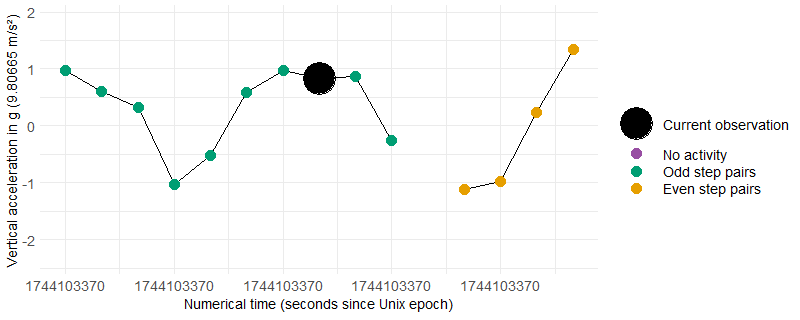 Vertical acceleration in g (9.80665 m/s²)
2
1
0
-1
-2
1744103370
1744103370
1744103370
1744103370
1744103370
Numerical time (seconds since Unix epoch)
Current observation
No activity
Odd step pairs
Even step pairs